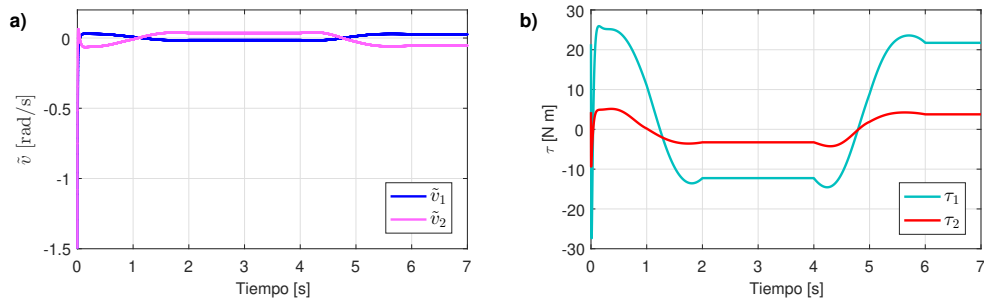 a)
0
-0.5
-1
-1.5
ṽ [rad/s]
ṽ₁
ṽ₂
0 1 2 3 4 5 6 7
Tiempo [s]
b)
30
20
10
0
-10
-20
-30
τ [N m]
τ₁
τ₂
0 1 2 3 4 5 6 7
Tiempo [s]